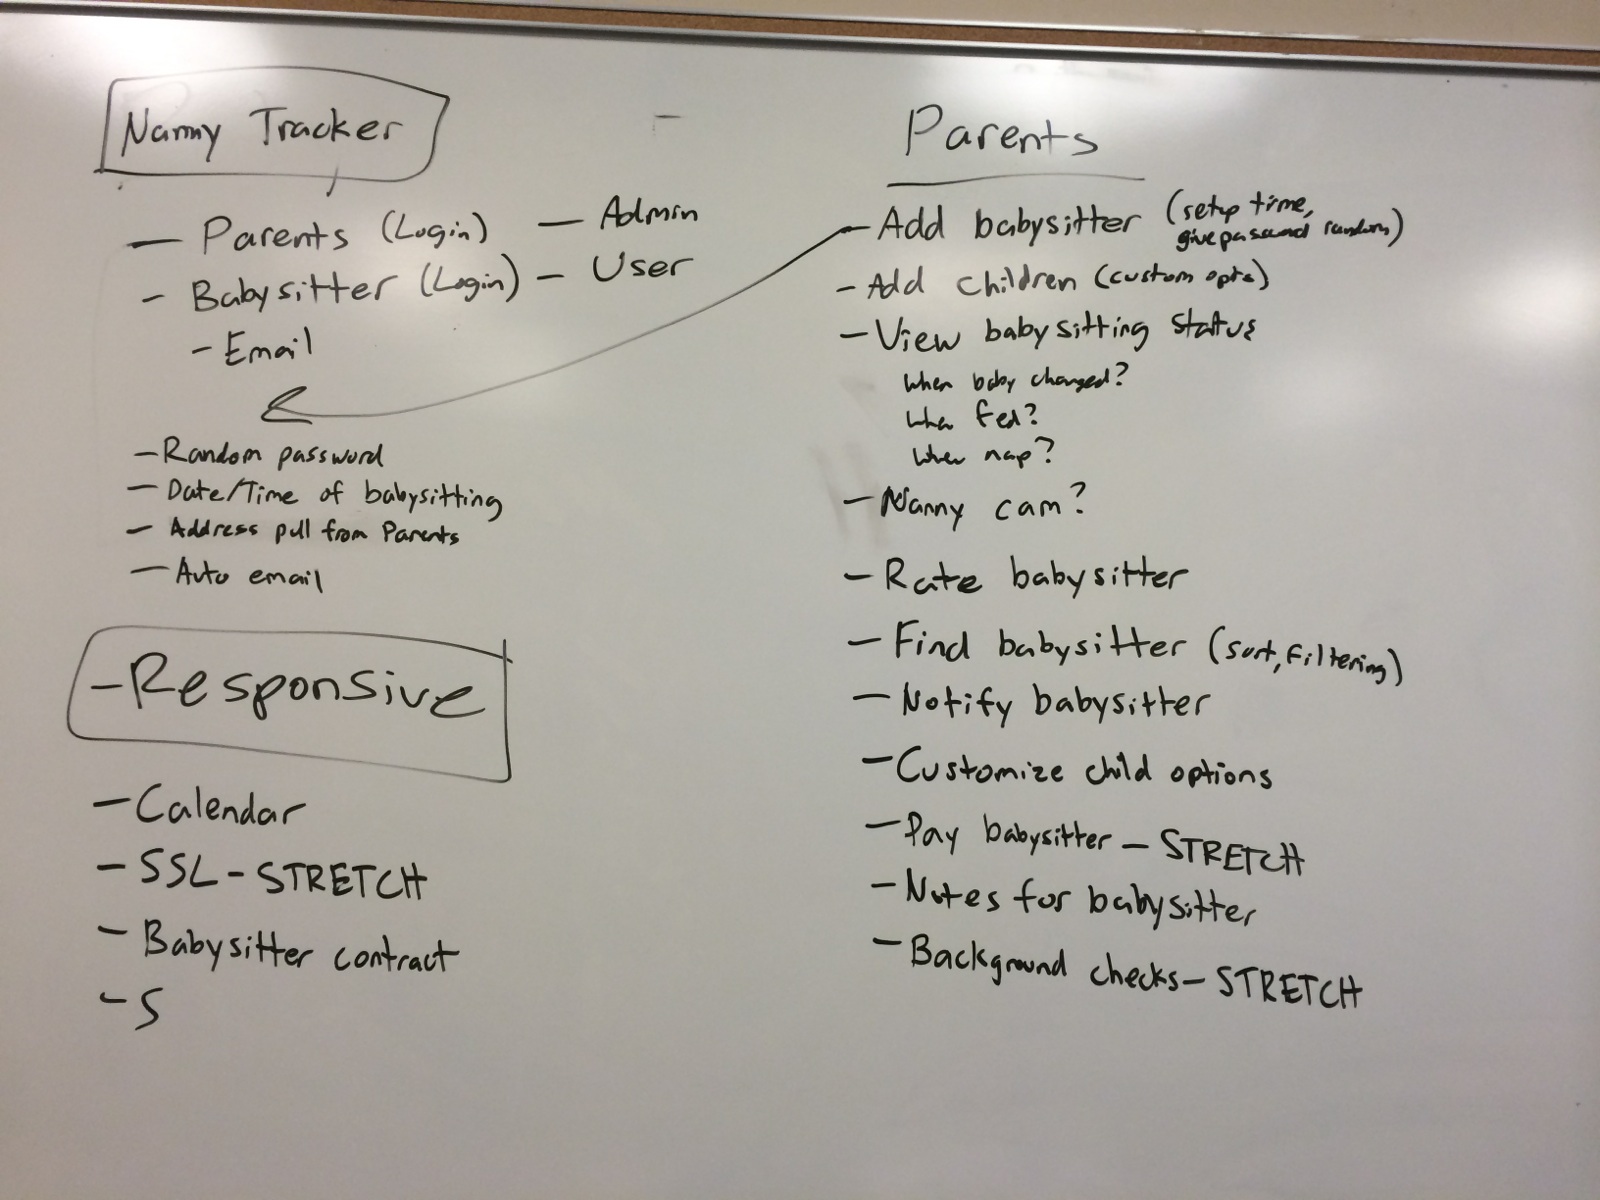 Nanny Tracker
— Parents (Login) — Admin
- Babysitter (Login) - User
- Email
- Random password
- Date/Time of babysitting
- Address pull from Parents
- Auto email
- Responsive
- Calendar
- SSL - STRETCH
- Babysitter contract
- S
Parents
- Add babysitter (setup time,
give password random)
- Add children (custom opts)
- View babysitting status
When baby changed?
When fed?
When nap?
- Nanny cam?
- Rate babysitter
- Find babysitter (sort, filtering)
- Notify babysitter
- Customize child options
- Pay babysitter - STRETCH
- Notes for babysitter
- Background checks - STRETCH